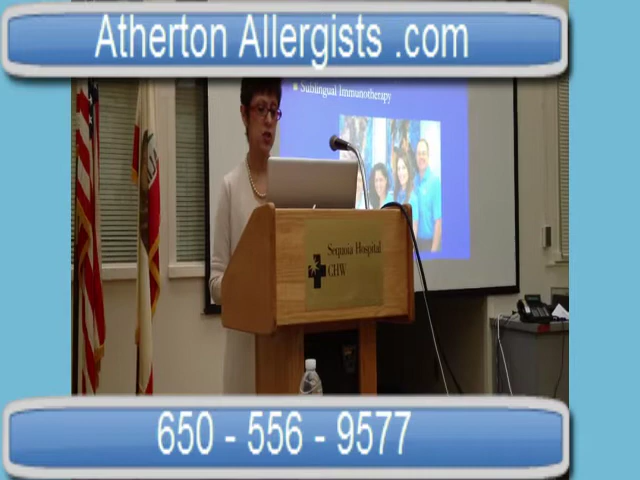 Atherton Allergists .com
Sublingual Immunotherapy
Sequoia Hospital
CHW
650 - 556 - 9577